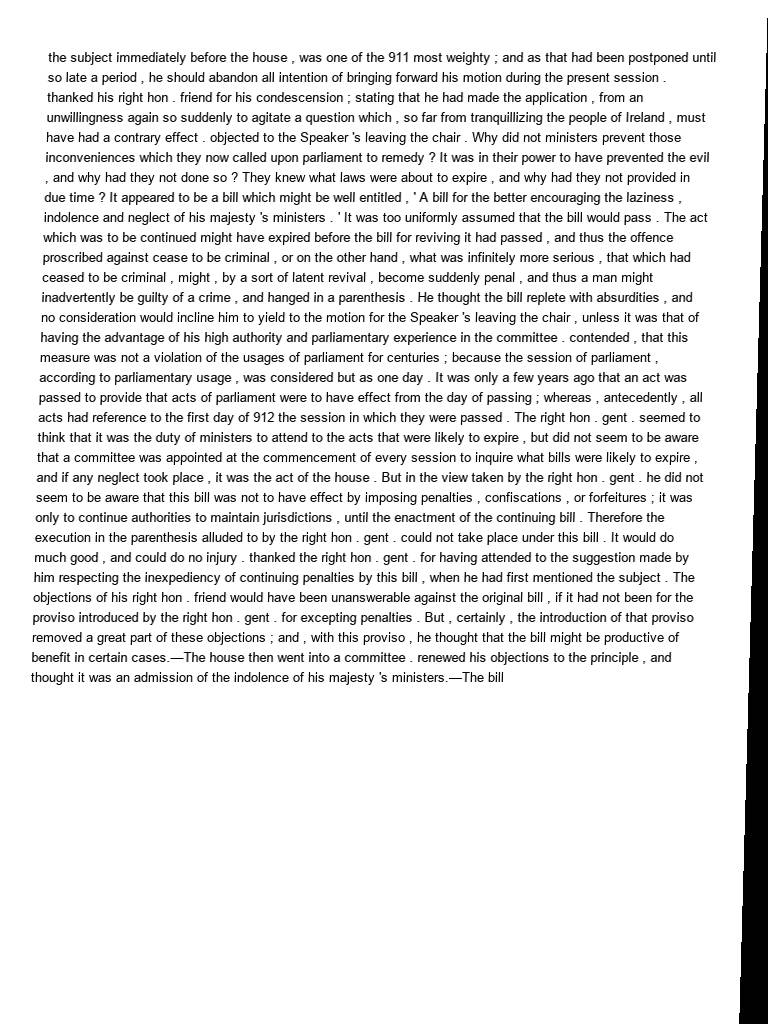 the subject immediately before the house , was one of the 911 most weighty ; and as that had been postponed until
so late a period , he should abandon all intention of bringing forward his motion during the present session .
thanked his right hon . friend for his condescension ; stating that he had made the application , from an
unwillingness again so suddenly to agitate a question which , so far from tranquillizing the people of Ireland , must
have had a contrary effect . objected to the Speaker 's leaving the chair . Why did not ministers prevent those
inconveniences which they now called upon parliament to remedy ? It was in their power to have prevented the evil
, and why had they not done so ? They knew what laws were about to expire , and why had they not provided in
due time ? It appeared to be a bill which might be well entitled , ' A bill for the better encouraging the laziness ,
indolence and neglect of his majesty 's ministers . ' It was too uniformly assumed that the bill would pass . The act
which was to be continued might have expired before the bill for reviving it had passed , and thus the offence
proscribed against cease to be criminal , or on the other hand , what was infinitely more serious , that which had
ceased to be criminal , might , by a sort of latent revival , become suddenly penal , and thus a man might
inadvertently be guilty of a crime , and hanged in a parenthesis . He thought the bill replete with absurdities , and
no consideration would incline him to yield to the motion for the Speaker 's leaving the chair , unless it was that of
having the advantage of his high authority and parliamentary experience in the committee . contended , that this
measure was not a violation of the usages of parliament for centuries ; because the session of parliament ,
according to parliamentary usage , was considered but as one day . It was only a few years ago that an act was
passed to provide that acts of parliament were to have effect from the day of passing ; whereas , antecedently , all
acts had reference to the first day of 912 the session in which they were passed . The right hon . gent . seemed to
think that it was the duty of ministers to attend to the acts that were likely to expire , but did not seem to be aware
that a committee was appointed at the commencement of every session to inquire what bills were likely to expire ,
and if any neglect took place , it was the act of the house . But in the view taken by the right hon . gent . he did not
seem to be aware that this bill was not to have effect by imposing penalties , confiscations , or forfeitures ; it was
only to continue authorities to maintain jurisdictions , until the enactment of the continuing bill . Therefore the
execution in the parenthesis alluded to by the right hon . gent . could not take place under this bill . It would do
much good , and could do no injury . thanked the right hon . gent . for having attended to the suggestion made by
him respecting the inexpediency of continuing penalties by this bill , when he had first mentioned the subject . The
objections of his right hon . friend would have been unanswerable against the original bill , if it had not been for the
proviso introduced by the right hon . gent . for excepting penalties . But , certainly , the introduction of that proviso
removed a great part of these objections ; and , with this proviso , he thought that the bill might be productive of
benefit in certain cases.—The house then went into a committee . renewed his objections to the principle , and
thought it was an admission of the indolence of his majesty 's ministers.—The bill